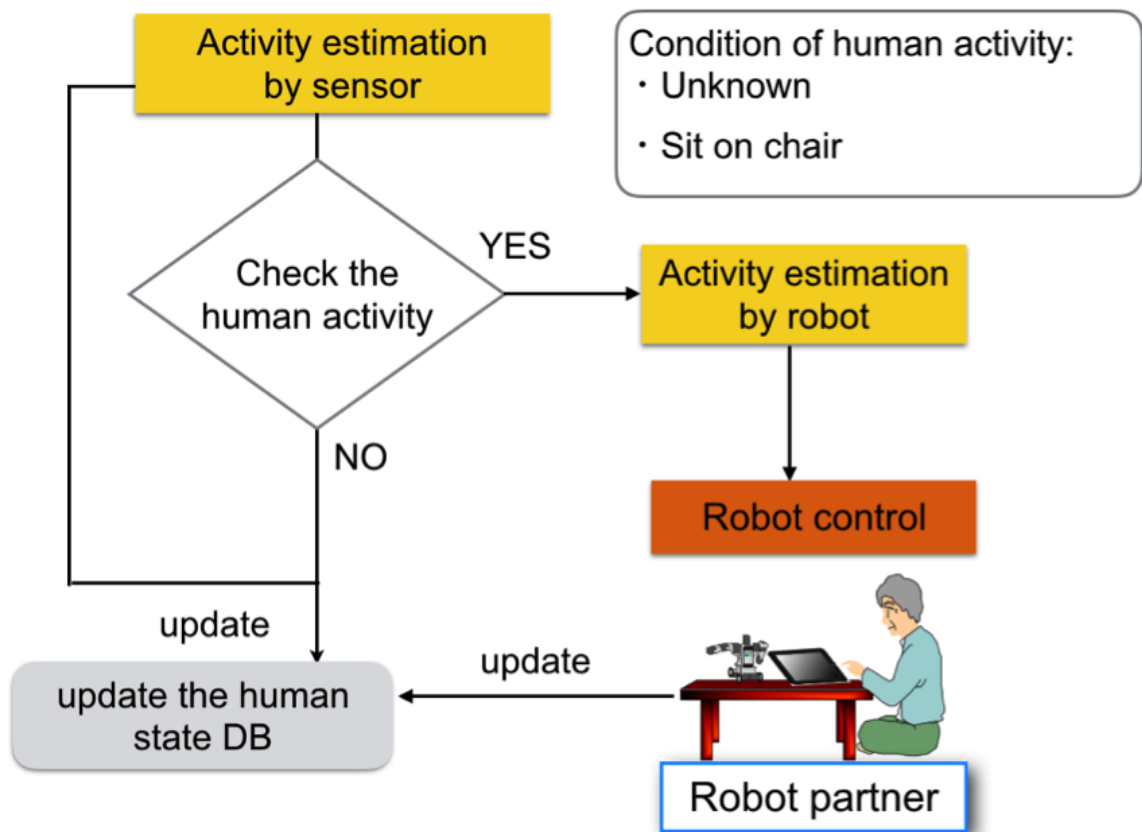 Activity estimation
by sensor
Condition of human activity:
・Unknown
・Sit on chair
YES
Check the
human activity
Activity estimation
by robot
NO
Robot control
update
update
update the human
state DB
Robot partner